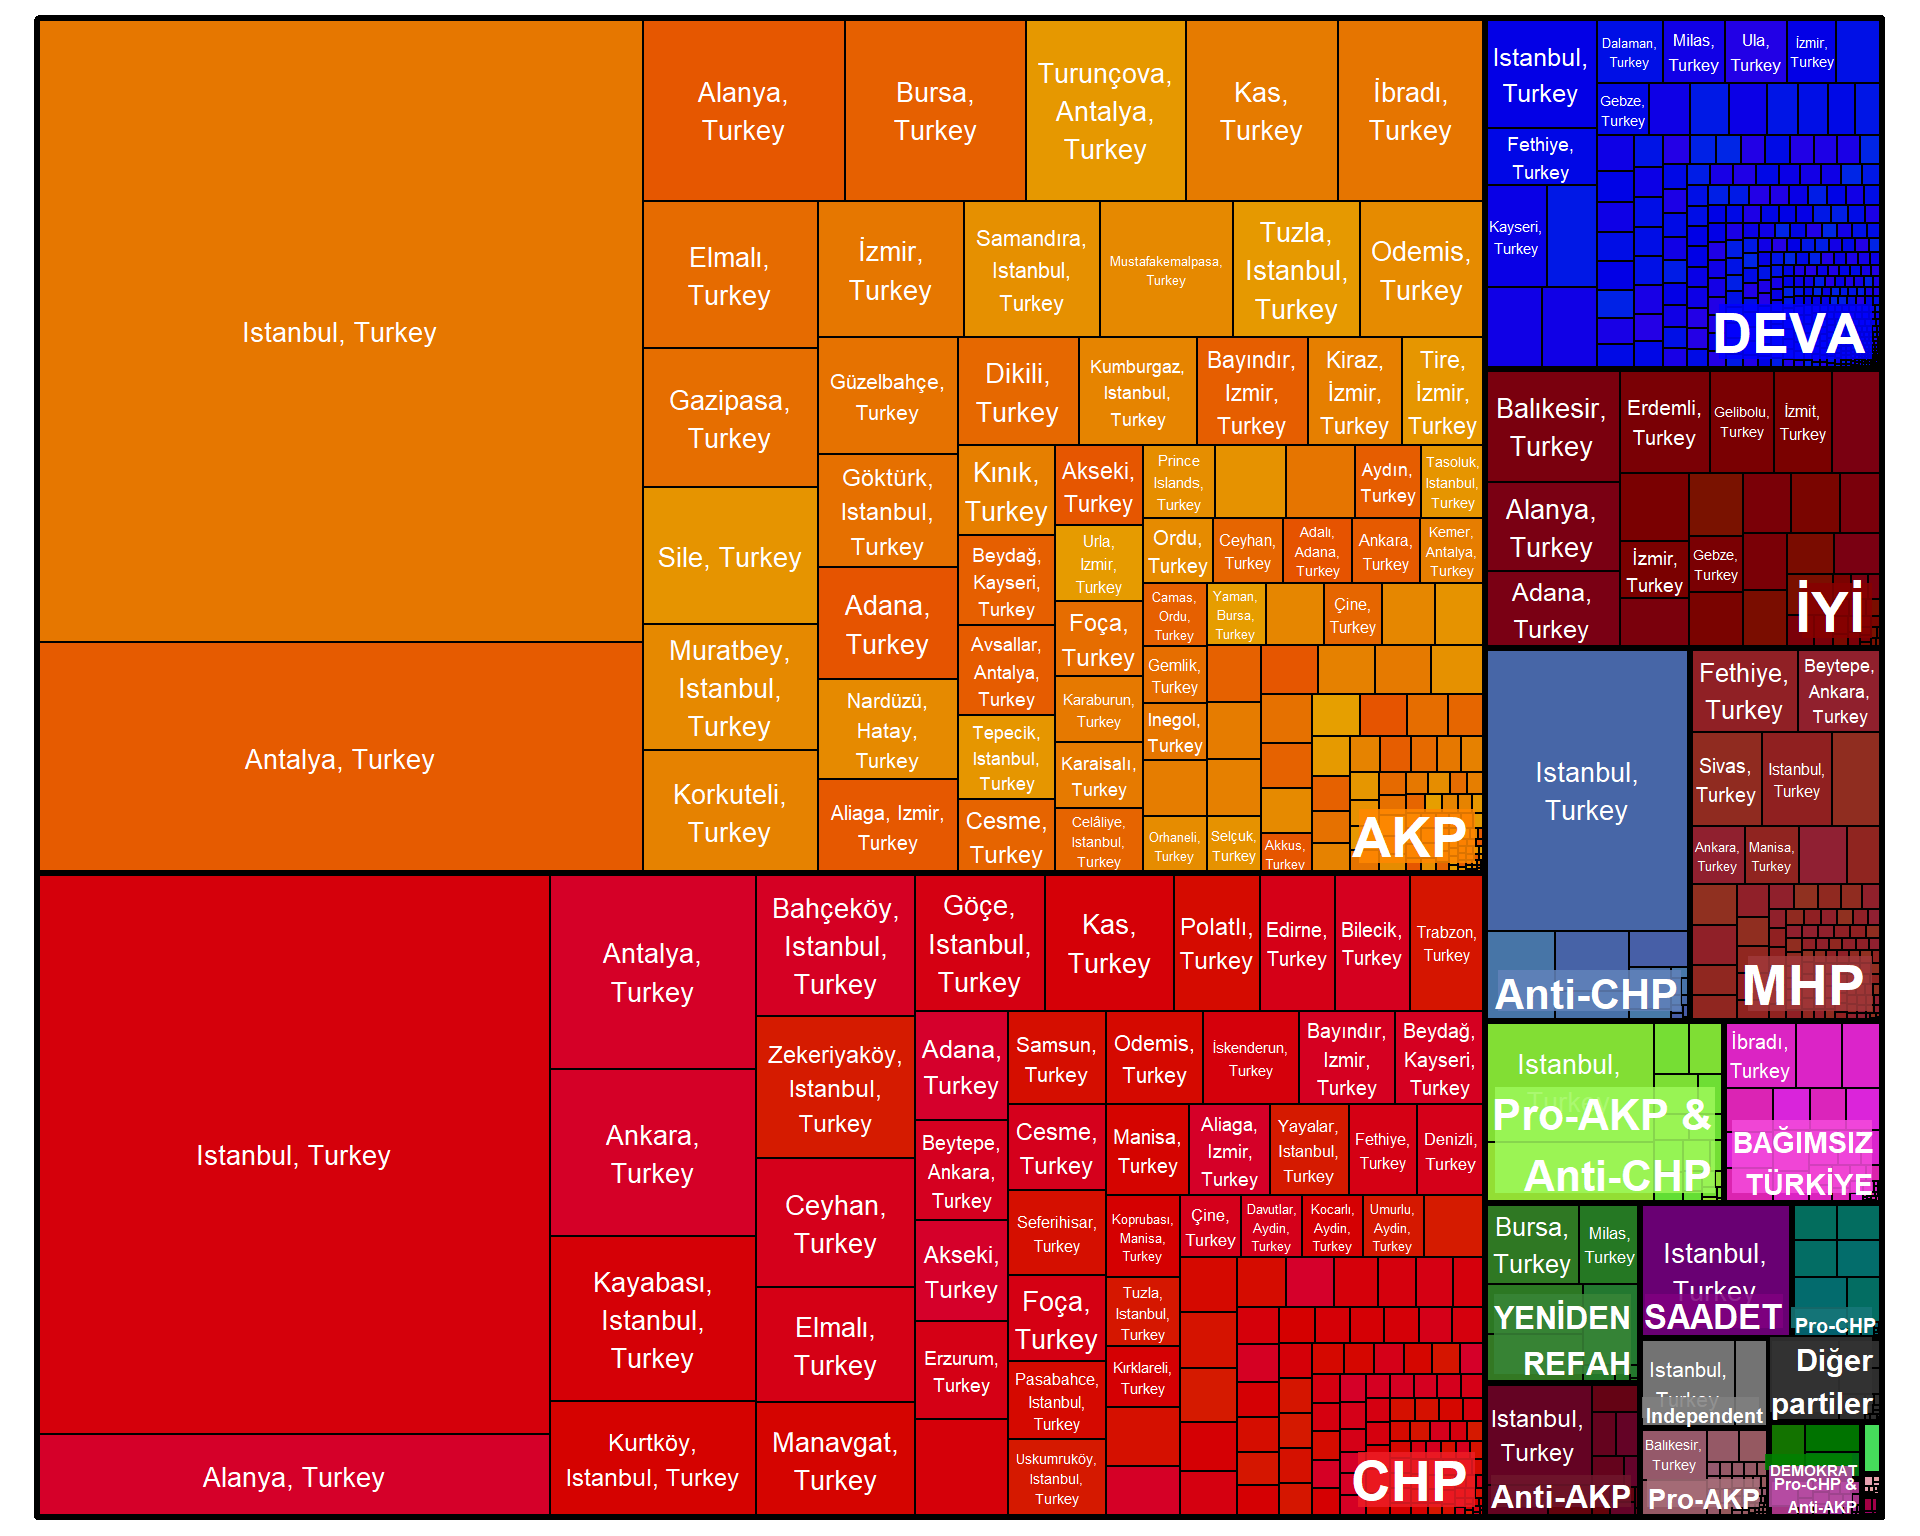 Istanbul, Turkey
Antalya, Turkey
Alanya,
Turkey
Bursa,
Turkey
Turunçova,
Antalya,
Turkey
Kas,
Turkey
İbradı,
Turkey
Elmalı,
Turkey
Gazipasa,
Turkey
Sile, Turkey
Muratbey,
Istanbul,
Turkey
Korkuteli,
Turkey
İzmir,
Turkey
Samandıra,
Istanbul,
Turkey
Mustafakemalpasa,
Turkey
Tuzla,
Istanbul,
Turkey
Odemis,
Turkey
Güzelbahçe,
Turkey
Göktürk,
Istanbul,
Turkey
Adana,
Turkey
Nardüzü,
Hatay,
Turkey
Aliaga, Izmir,
Turkey
Dikili,
Turkey
Kumburgaz,
Istanbul,
Turkey
Bayındır,
Izmir,
Turkey
Kiraz,
İzmir,
Turkey
Tire,
İzmir,
Turkey
Kınık,
Turkey
Beydağ,
Kayseri,
Turkey
Avsallar,
Antalya,
Turkey
Tepecik,
Istanbul,
Turkey
Cesme,
Turkey
Akseki,
Turkey
Urla,
Izmir,
Turkey
Foça,
Turkey
Karaburun,
Turkey
Karaisalı,
Turkey
Celâliye,
Istanbul,
Turkey
Prince
Islands,
Turkey
Aydın,
Turkey
Tasoluk,
Istanbul,
Turkey
Ordu,
Turkey
Ceyhan,
Turkey
Adalı,
Adana,
Turkey
Ankara,
Turkey
Kemer,
Antalya,
Turkey
Camas,
Ordu,
Turkey
Yaman,
Bursa,
Turkey
Çine,
Turkey
Gemlik,
Turkey
Inegol,
Turkey
Orhaneli,
Turkey
Selçuk,
Turkey
Akkus,
Turkey
AKP
Istanbul, Turkey
Alanya, Turkey
Antalya,
Turkey
Ankara,
Turkey
Kayabası,
Istanbul,
Turkey
Kurtköy,
Istanbul, Turkey
Bahçeköy,
Istanbul,
Turkey
Zekeriyaköy,
Istanbul,
Turkey
Ceyhan,
Turkey
Elmalı,
Turkey
Manavgat,
Turkey
Göçe,
Istanbul,
Turkey
Kas,
Turkey
Polatlı,
Turkey
Edirne,
Turkey
Bilecik,
Turkey
Trabzon,
Turkey
Adana,
Turkey
Beytepe,
Ankara,
Turkey
Akseki,
Turkey
Erzurum,
Turkey
Samsun,
Turkey
Odemis,
Turkey
İskenderun,
Turkey
Bayındır,
Izmir,
Turkey
Beydağ,
Kayseri,
Turkey
Cesme,
Turkey
Seferihisar,
Turkey
Foça,
Turkey
Pasabahce,
Istanbul,
Turkey
Uskumruköy,
Istanbul,
Turkey
Manisa,
Turkey
Aliaga,
Izmir,
Turkey
Yayalar,
Istanbul,
Turkey
Fethiye,
Turkey
Denizli,
Turkey
Koprubası,
Manisa,
Turkey
Tuzla,
Istanbul,
Turkey
Kırklareli,
Turkey
Çine,
Turkey
Davutlar,
Aydin,
Turkey
Kocarlı,
Aydin,
Turkey
Umurlu,
Aydin,
Turkey
CHP
Istanbul,
Turkey
Fethiye,
Turkey
Kayseri,
Turkey
Dalaman,
Turkey
Milas,
Turkey
Ula,
Turkey
İzmir,
Turkey
Gebze,
Turkey
DEVA
Balıkesir,
Turkey
Alanya,
Turkey
Adana,
Turkey
Erdemli,
Turkey
Gelibolu,
Turkey
İzmit,
Turkey
İzmir,
Turkey
Gebze,
Turkey
İYİ
Istanbul,
Turkey
Anti-CHP
Fethiye,
Turkey
Beytepe,
Ankara,
Turkey
Sivas,
Turkey
Istanbul,
Turkey
Ankara,
Turkey
Manisa,
Turkey
MHP
Istanbul,
Turkey
Pro-AKP &
Anti-CHP
İbradı,
Turkey
BAĞIMSIZ
TÜRKİYE
Bursa,
Turkey
Milas,
Turkey
YENİDEN
REFAH
Istanbul,
Turkey
SAADET
Pro-CHP
Istanbul,
Turkey
Independent
Diğer
partiler
Istanbul,
Turkey
Anti-AKP
Balıkesir,
Turkey
Pro-AKP
DEMOKRAT
Pro-CHP &
Anti-AKP